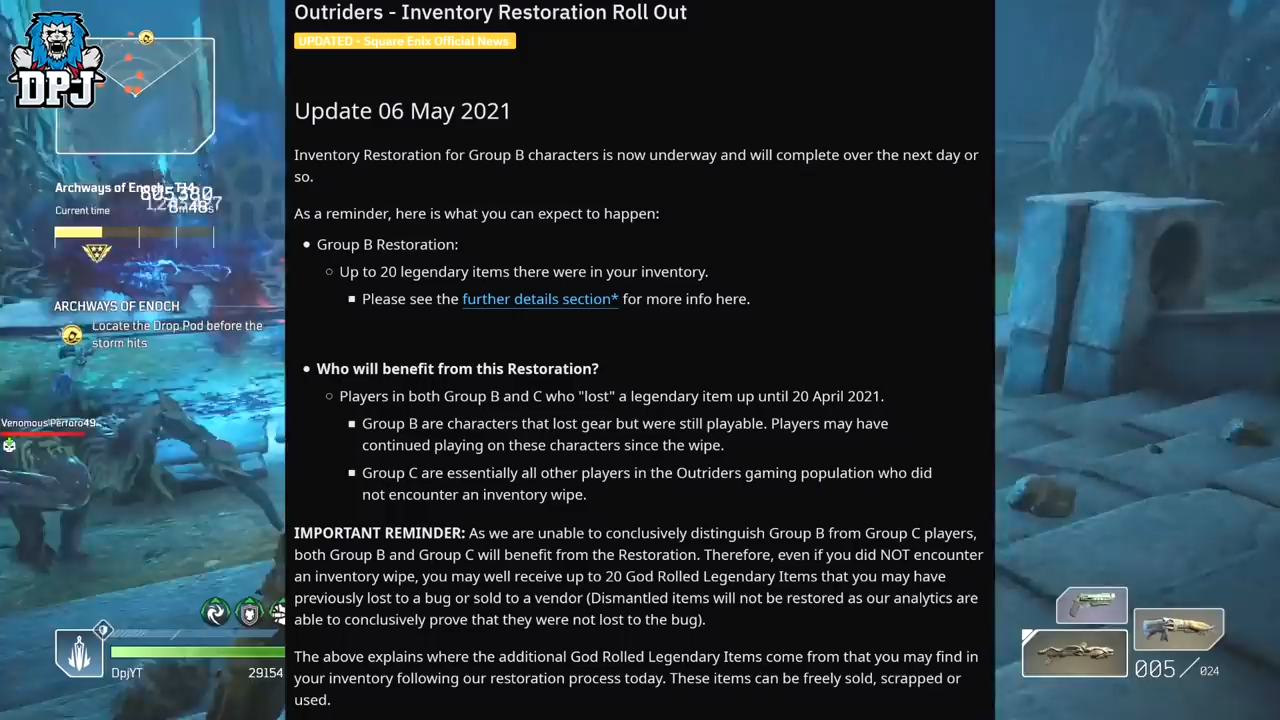 Outriders - Inventory Restoration Roll Out
UPDATED - Square Enix Official News
Update 06 May 2021
Inventory Restoration for Group B characters is now underway and will complete over the next day or
so.
As a reminder, here is what you can expect to happen:
Group B Restoration:
Up to 20 legendary items there were in your inventory.
Please see the further details section* for more info here.
Who will benefit from this Restoration?
Players in both Group B and C who "lost" a legendary item up until 20 April 2021.
Group B are characters that lost gear but were still playable. Players may have
continued playing on these characters since the wipe.
Group C are essentially all other players in the Outriders gaming population who did
not encounter an inventory wipe.
IMPORTANT REMINDER: As we are unable to conclusively distinguish Group B from Group C players,
both Group B and Group C will benefit from the Restoration. Therefore, even if you did NOT encounter
an inventory wipe, you may well receive up to 20 God Rolled Legendary Items that you may have
previously lost to a bug or sold to a vendor (Dismantled items will not be restored as our analytics are
able to conclusively prove that they were not lost to the bug).
The above explains where the additional God Rolled Legendary Items come from that you may find in
your inventory following our restoration process today. These items can be freely sold, scrapped or
used.
DPJ
Archways of Enoch - T14
605380
Current time
ARCHWAYS OF ENOCH
Locate the Drop Pod before the
storm hits
DpjYT
29154
005 / 024